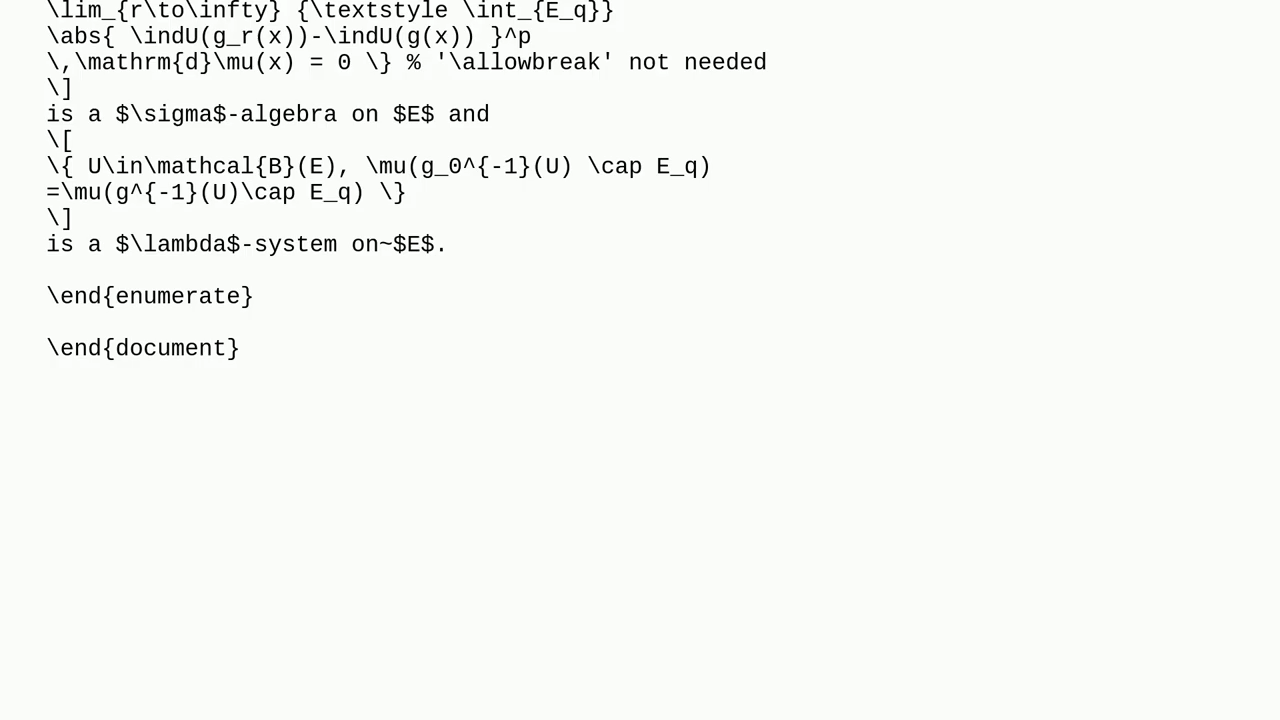 \lim_{r\to\infty} {\textstyle \int_{E_q}}
\abs{ \indU(g_r(x))-\indU(g(x)) }^p
\,\mathrm{d}\mu(x) = 0 \} % '\allowbreak' not needed
\]
is a $\sigma$-algebra on $E$ and
\[
\{ U\in\mathcal{B}(E), \mu(g_0^{-1}(U) \cap E_q)
=\mu(g^{-1}(U)\cap E_q) \}
\]
is a $\lambda$-system on~$E$.
\end{enumerate}
\end{document}